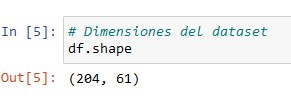 In [5]: # Dimensiones del dataset
df.shape
Out[5]: (204, 61)